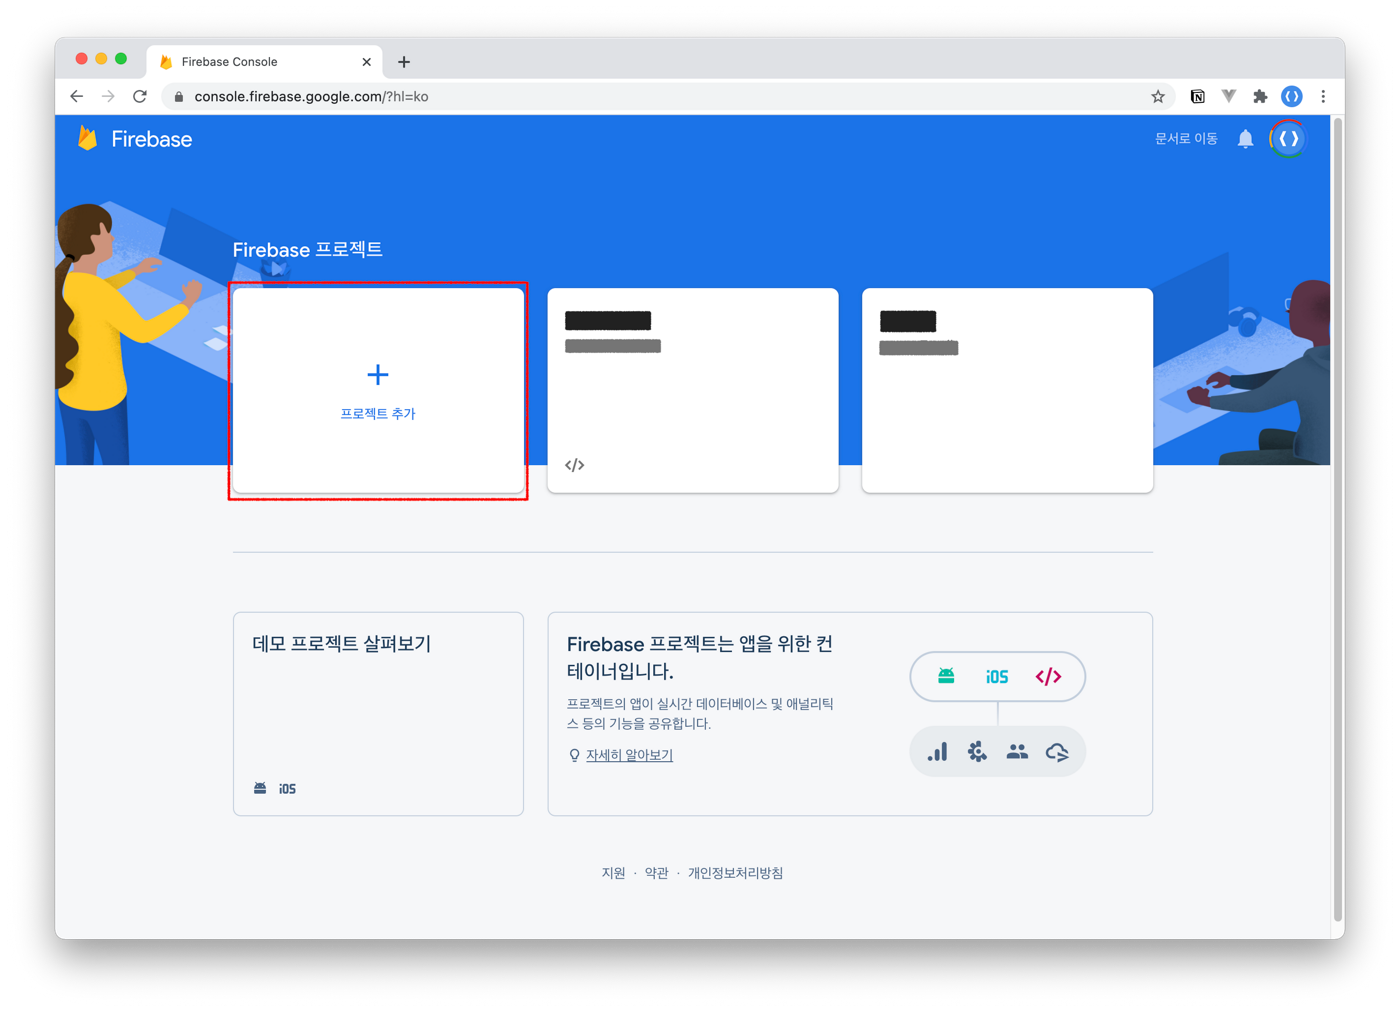 Firebase Console
console.firebase.google.com/?hl=ko
Firebase
문서로 이동
Firebase 프로젝트
프로젝트 추가
데모 프로젝트 살펴보기
iOS
Firebase 프로젝트는 앱을 위한 컨
테이너입니다.
프로젝트의 앱이 실시간 데이터베이스 및 애널리틱
스 등의 기능을 공유합니다.
자세히 알아보기
iOS
지원 · 약관 · 개인정보처리방침